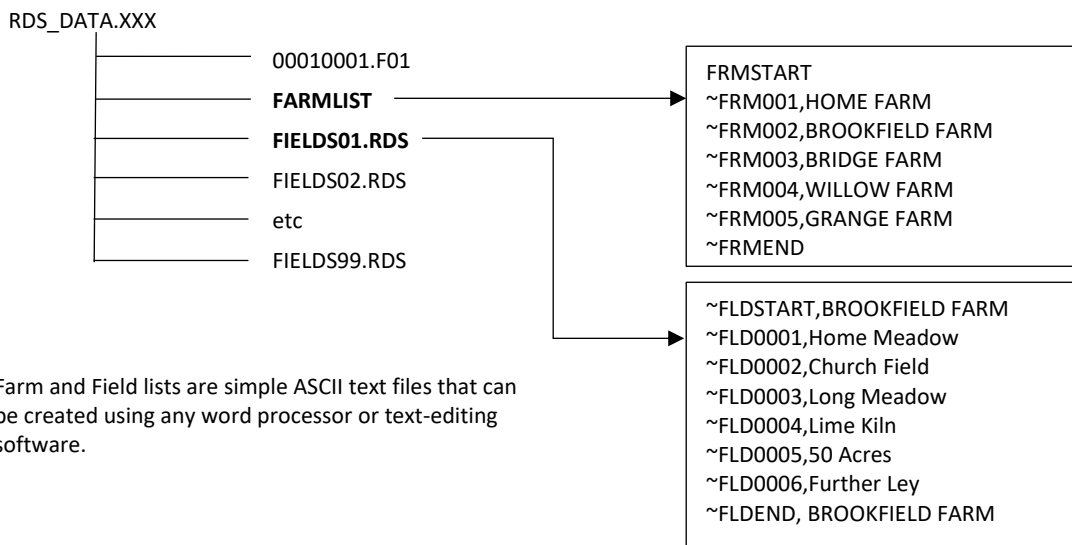 RDS_DATA.XXX
00010001.F01
FARMLIST
FIELDS01.RDS
FIELDS02.RDS
etc
FIELDS99.RDS
FRMSTART
~FRM001,HOME FARM
~FRM002,BROOKFIELD FARM
~FRM003,BRIDGE FARM
~FRM004,WILLOW FARM
~FRM005,GRANGE FARM
~FRMEND
~FLDSTART,BROOKFIELD FARM
~FLD0001,Home Meadow
~FLD0002,Church Field
~FLD0003,Long Meadow
~FLD0004,Lime Kiln
~FLD0005,50 Acres
~FLD0006,Further Ley
~FLDEND, BROOKFIELD FARM
Farm and Field lists are simple ASCII text files that can
be created using any word processor or text-editing
software.